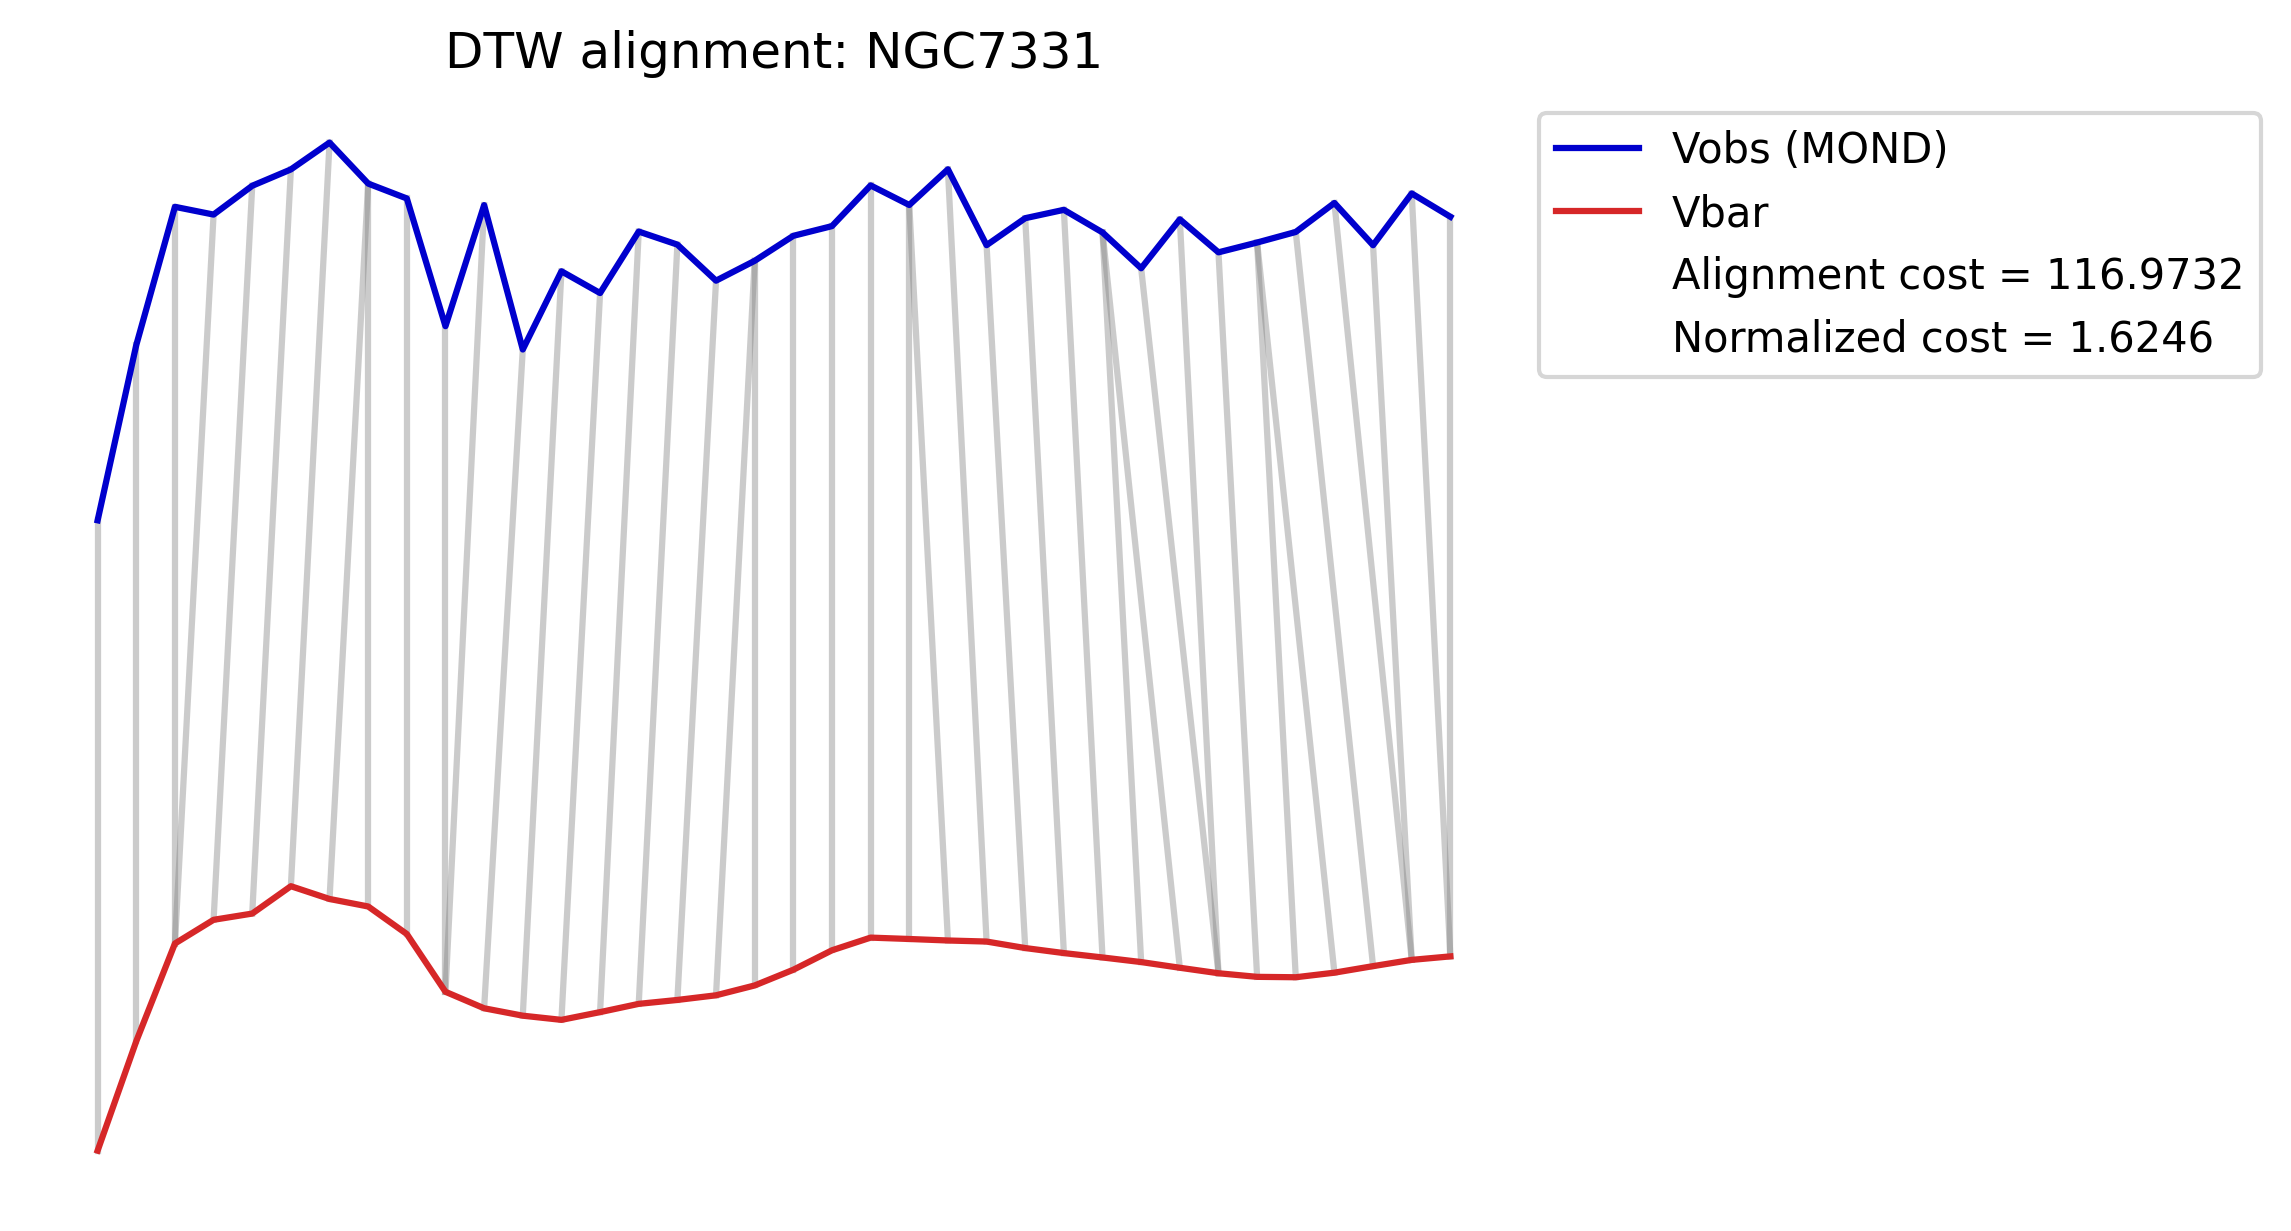 DTW alignment: NGC7331
Vobs (MOND)
Vbar
Alignment cost = 116.9732
Normalized cost = 1.6246